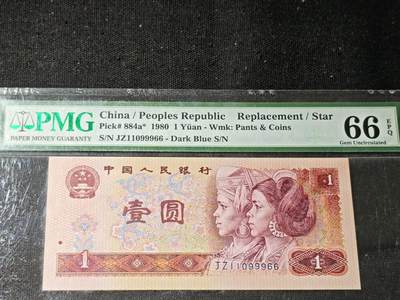 PMG
PAPER MONEY GUARANTY
China / Peoples Republic Replacement / Star
Pick# 884a* 1980 1 Yüan - Wmk: Pants & Coins
S/N JZ11099966 - Dark Blue S/N
66 EPQ
Gem Uncirculated
中国人民银行
1
壹圆
JZ11099966
1
1